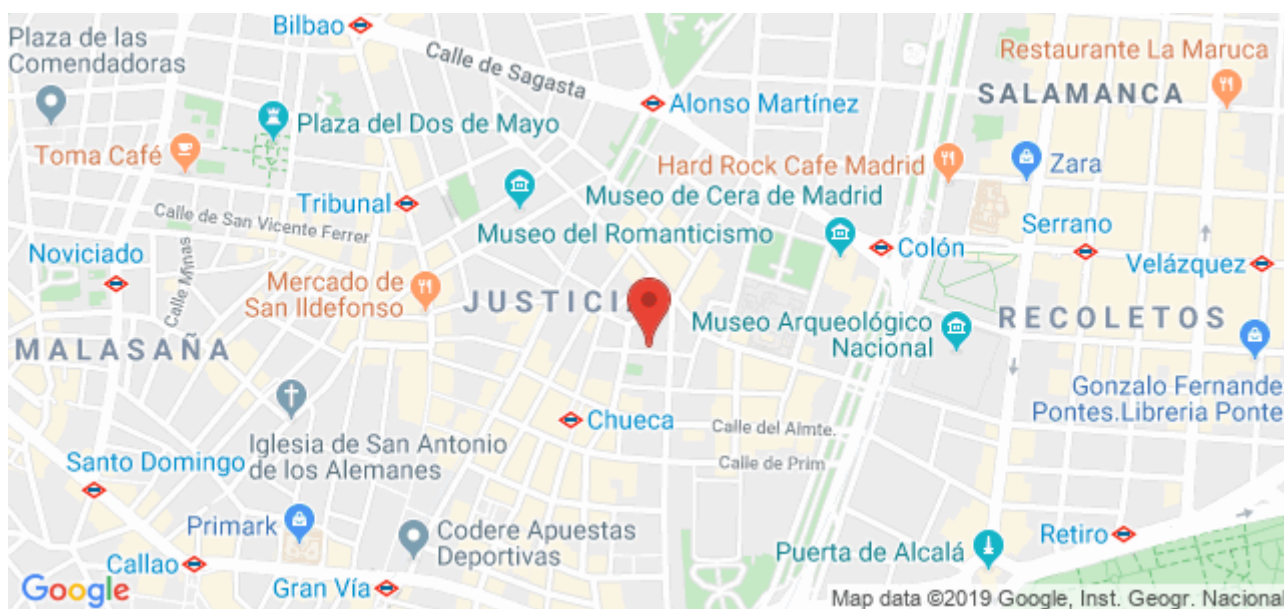 Bilbao
Plaza de las
Comendadoras
Calle de Sagasta
Restaurante La Maruca
SALAMANCA
Alonso Martínez
Plaza del Dos de Mayo
Toma Café
Hard Rock Cafe Madrid
Zara
Museo de Cera de Madrid
Tribunal
Calle de San Vicente Ferrer
Museo del Romanticismo
Serrano
Colón
Noviciado
Velázquez
Calle Minas
Mercado de
San Ildefonso
JUSTICI
Museo Arqueológico
Nacional
RECOLETOS
MALASAÑA
Gonzalo Fernande
Pontes.Libreria Ponte
Chueca
Calle del Almte.
Iglesia de San Antonio
de los Alemanes
Calle de Prim
Santo Domingo
Primark
Codere Apuestas
Deportivas
Retiro
Puerta de Alcalá
Callao
Gran Vía
Google
Map data ©2019 Google, Inst. Geogr. Naciona